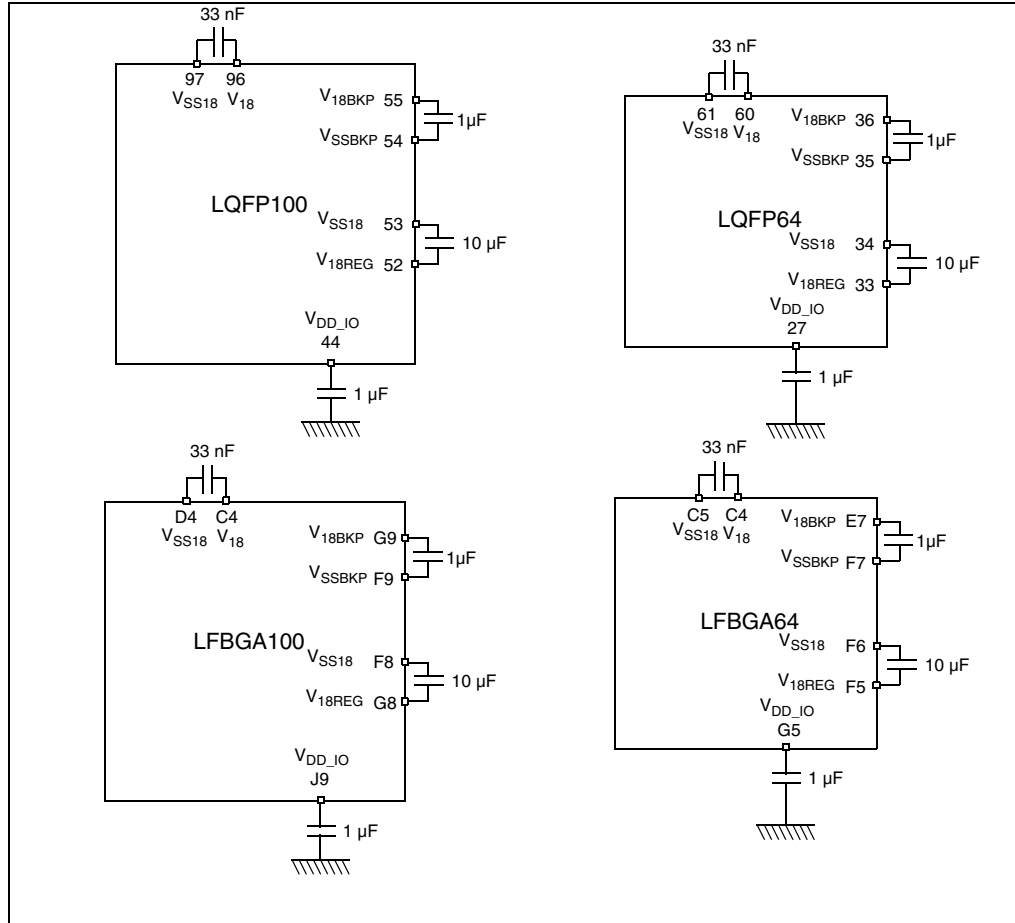 33 nF
97 96
VSS18 V18
V18BKP 55
1µF
VSSBKP 54
LQFP100
VSS18 53
10 µF
V18REG 52
VDD_IO
44
1 µF
33 nF
61 60
VSS18 V18
V18BKP 36
1µF
VSSBKP 35
LQFP64
VSS18 34
10 µF
V18REG 33
VDD_IO
27
1 µF
33 nF
D4 C4
VSS18 V18
V18BKP G9
1µF
VSSBKP F9
LFBGA100
VSS18 F8
10 µF
V18REG G8
VDD_IO
J9
1 µF
33 nF
C5 C4
VSS18 V18
V18BKP E7
1µF
VSSBKP F7
LFBGA64
VSS18 F6
10 µF
V18REG F5
VDD_IO
G5
1 µF